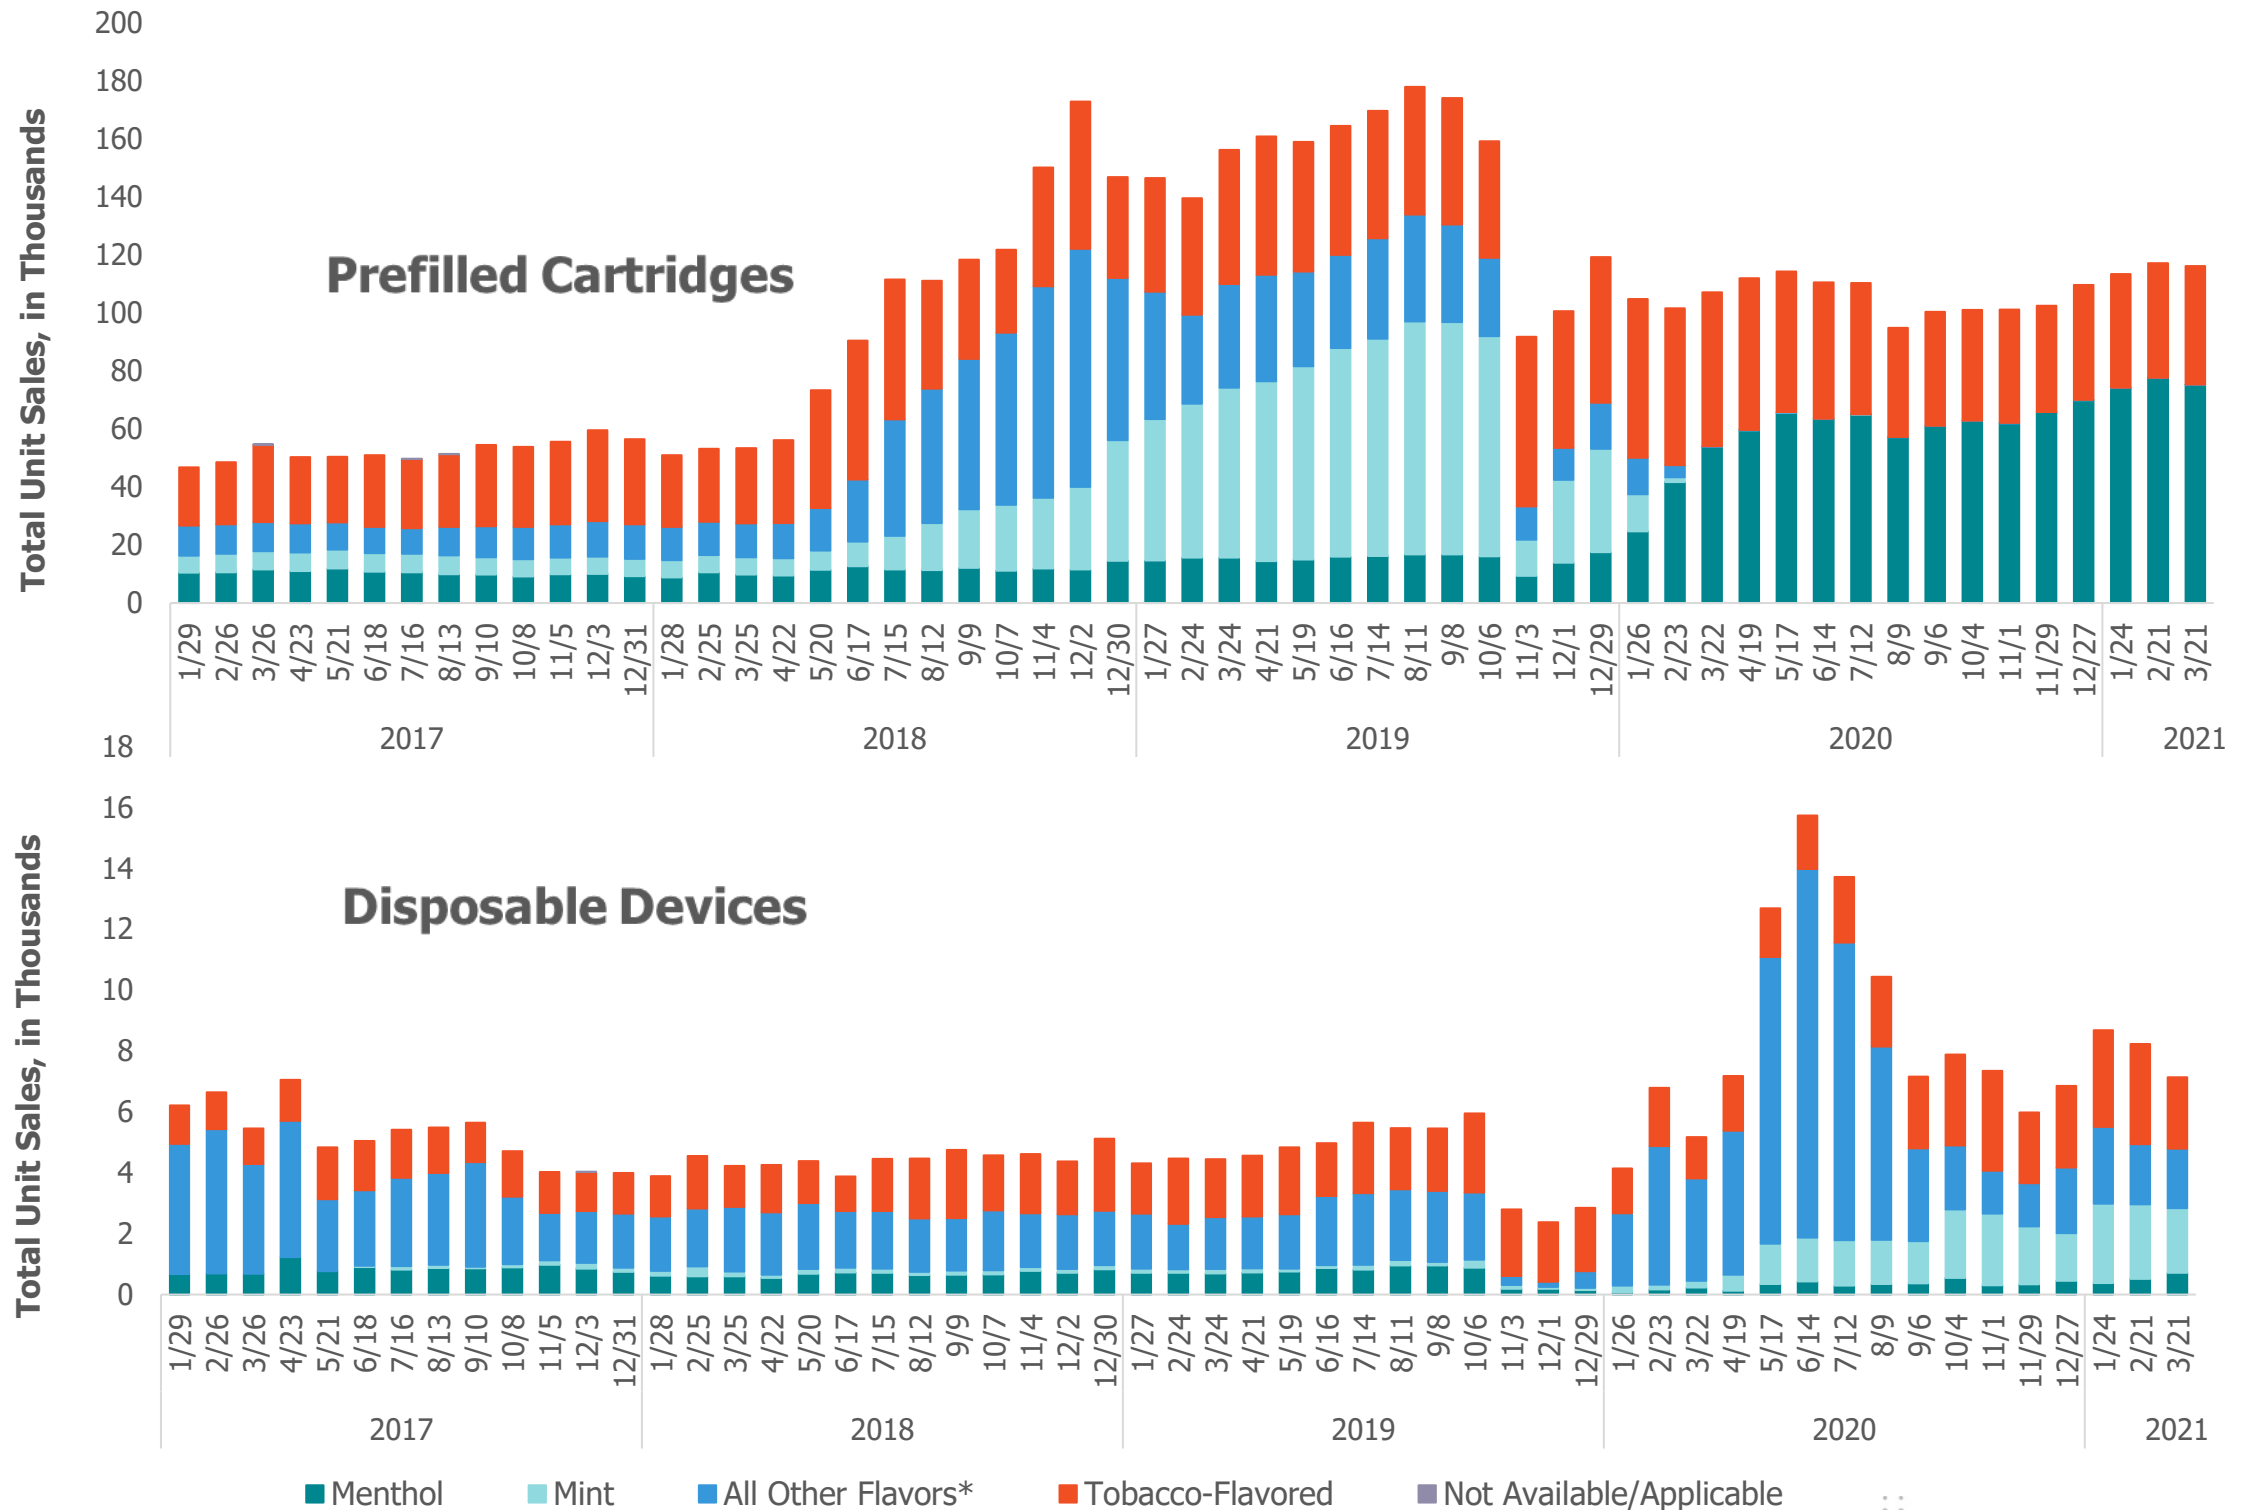 200
180
160
140
120
100
80
60
40
20
0
Total Unit Sales, in Thousands
Prefilled Cartridges
1/29 2/26 3/26 4/23 5/21 6/18 7/16 8/13 9/10 10/8 11/5 12/3 12/31 1/28 2/25 3/25 4/22 5/20 6/17 7/15 8/12 9/9 10/7 11/4 12/2 12/30 1/27 2/24 3/24 4/21 5/19 6/16 7/14 8/11 9/8 10/6 11/3 12/1 12/29 1/26 2/23 3/22 4/19 5/17 6/14 7/12 8/9 9/6 10/4 11/1 11/29 12/27 1/24 2/21 3/21
2017 2018 2019 2020 2021
18
16
14
12
10
8
6
4
2
0
Total Unit Sales, in Thousands
Disposable Devices
1/29 2/26 3/26 4/23 5/21 6/18 7/16 8/13 9/10 10/8 11/5 12/3 12/31 1/28 2/25 3/25 4/22 5/20 6/17 7/15 8/12 9/9 10/7 11/4 12/2 12/30 1/27 2/24 3/24 4/21 5/19 6/16 7/14 8/11 9/8 10/6 11/3 12/1 12/29 1/26 2/23 3/22 4/19 5/17 6/14 7/12 8/9 9/6 10/4 11/1 11/29 12/27 1/24 2/21 3/21
2017 2018 2019 2020 2021
Menthol Mint All Other Flavors* Tobacco-Flavored Not Available/Applicable